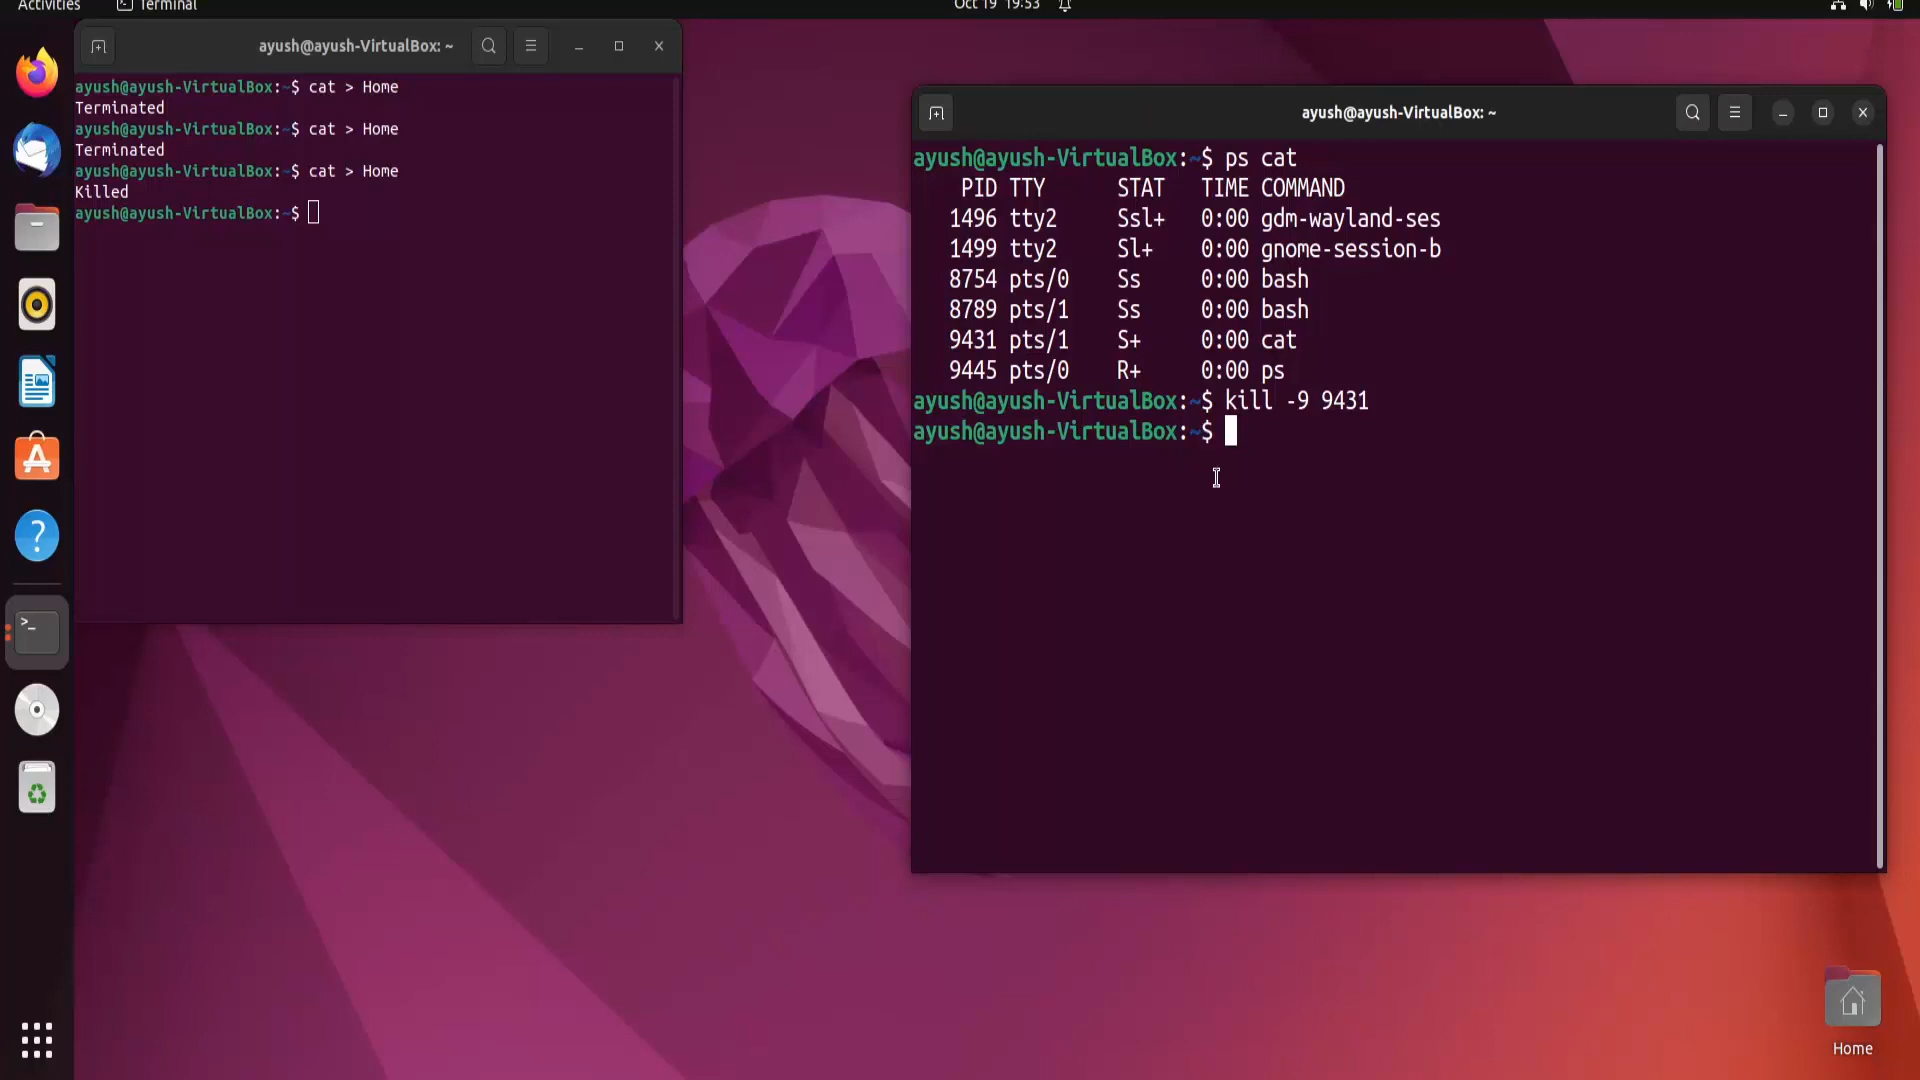 Activities
Terminal
Oct 19 19:53
ayush@ayush-VirtualBox: ~
ayush@ayush-VirtualBox:~$ cat > Home
Terminated
ayush@ayush-VirtualBox:~$ cat > Home
Terminated
ayush@ayush-VirtualBox:~$ cat > Home
Killed
ayush@ayush-VirtualBox:~$
ayush@ayush-VirtualBox: ~
ayush@ayush-VirtualBox:~$ ps cat
PID TTY STAT TIME COMMAND
1496 tty2 Ssl+ 0:00 gdm-wayland-ses
1499 tty2 Sl+ 0:00 gnome-session-b
8754 pts/0 Ss 0:00 bash
8789 pts/1 Ss 0:00 bash
9431 pts/1 S+ 0:00 cat
9445 pts/0 R+ 0:00 ps
ayush@ayush-VirtualBox:~$ kill -9 9431
ayush@ayush-VirtualBox:~$
Home